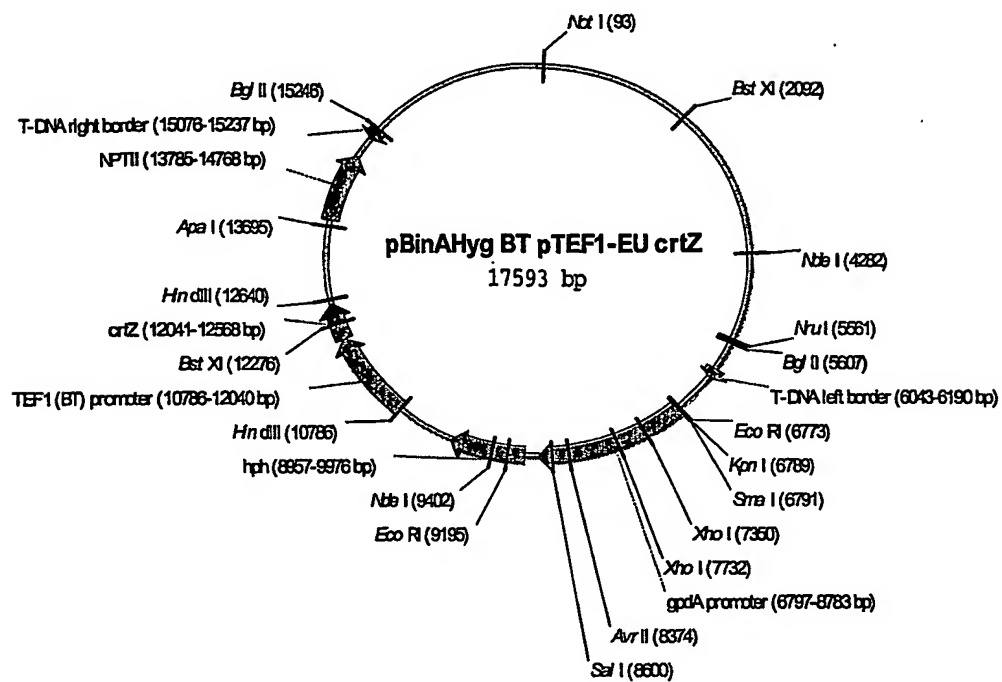 Not I (93)
Bgl II (15246)
Bst XI (2092)
T-DNA right border (15076-15237 bp)
NPTII (13785-14768 bp)
Apa I (13695)
pBinAHyg BT pTEF1-EU crtZ
17593 bp
Nde I (4282)
Hin dIII (12640)
crtZ (12041-12568 bp)
Nru I (5561)
Bst XI (12276)
Bgl II (5607)
TEF1 (BT) promoter (10786-12040 bp)
T-DNA left border (6043-6190 bp)
Hin dIII (10786)
Eco RI (6773)
hph (8957-9976 bp)
Kpn I (6789)
Nde I (9402)
Sma I (6791)
Eco RI (9195)
Xho I (7350)
Xho I (7732)
gpdA promoter (6797-8783 bp)
Avr II (8374)
Sal I (8600)